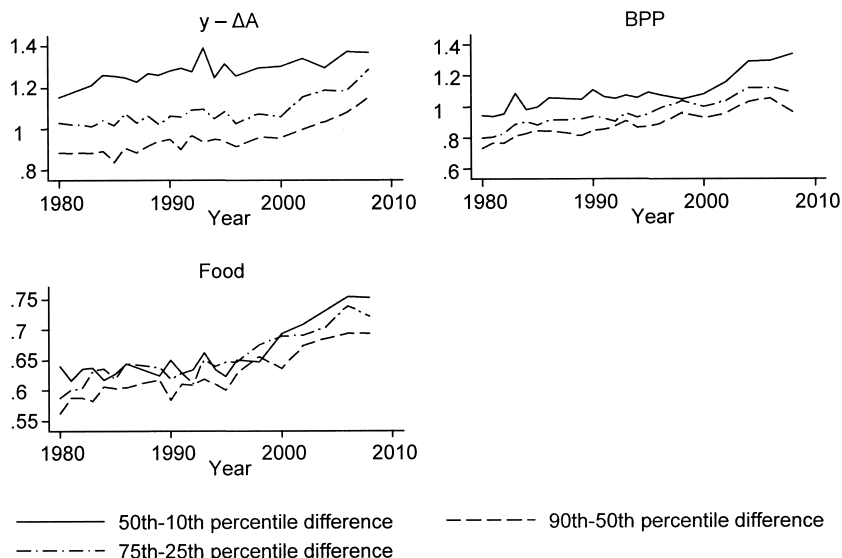 y – ΔA
1.4
1.2
1
.8
1980 1990 2000 2010
Year
BPP
1.4
1.2
1
.8
.6
1980 1990 2000 2010
Year
Food
.75
.7
.65
.6
.55
1980 1990 2000 2010
Year
50th-10th percentile difference
90th-50th percentile difference
75th-25th percentile difference